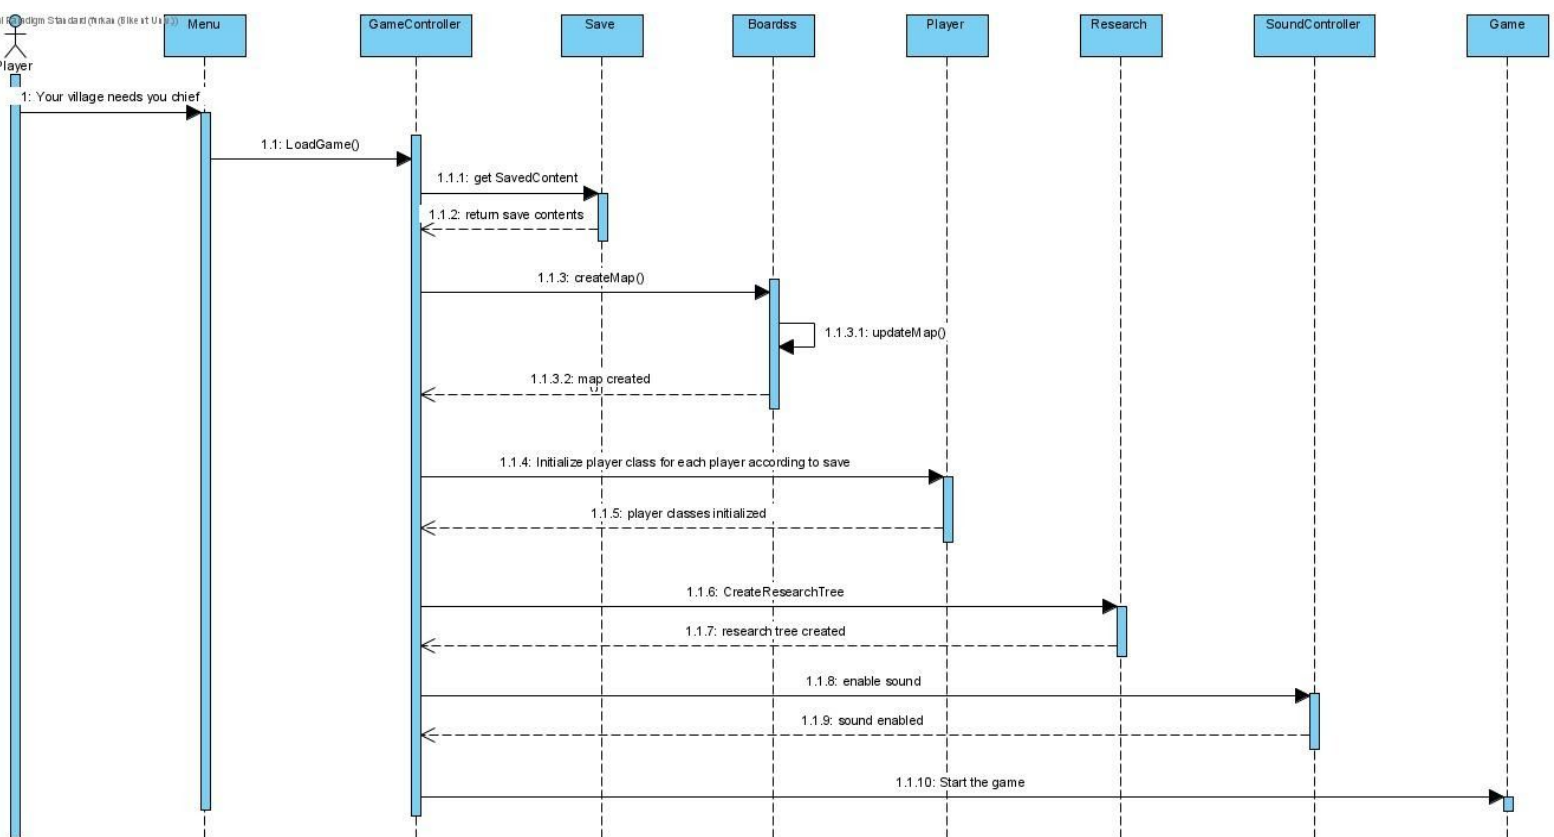 Menu
GameController
Save
Boardss
Player
Research
SoundController
Game
Player
1: Your village needs you chief
1.1: LoadGame()
1.1.1: get SavedContent
1.1.2: return save contents
1.1.3: createMap()
1.1.3.1: updateMap()
1.1.3.2: map created
()
1.1.4: Initialize player class for each player according to save
1.1.5: player classes initialized
1.1.6: CreateResearchTree
1.1.7: research tree created
1.1.8: enable sound
1.1.9: sound enabled
1.1.10: Start the game